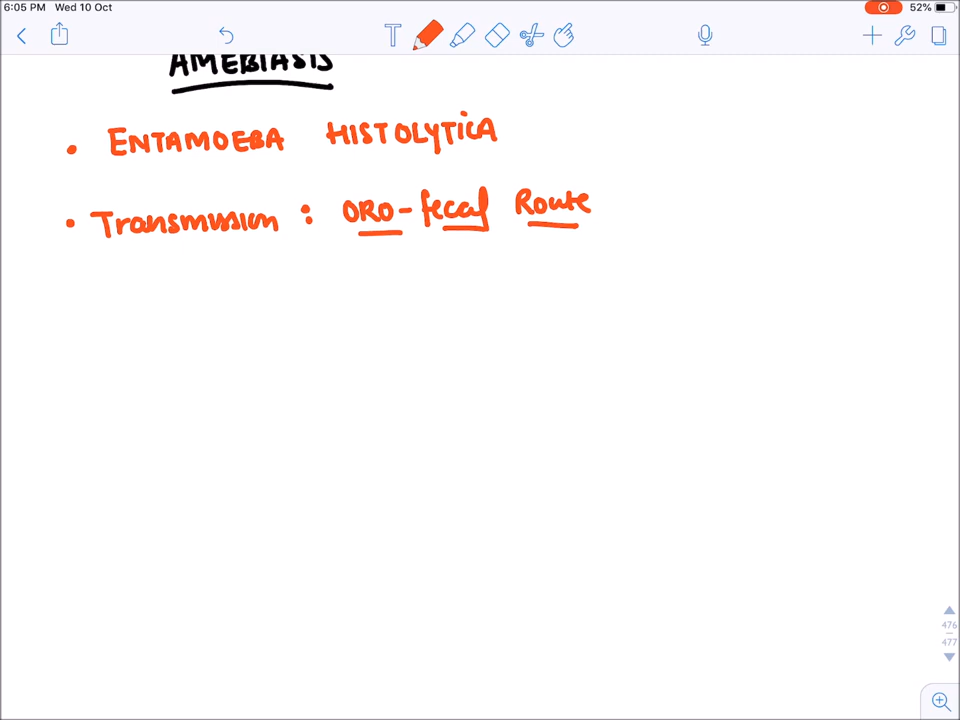 6:05 PM Wed 10 Oct 52%
T
AMEBIASIS
• ENTAMOEBA HISTOLYTICA
• Transmission : ORO-fecal Route
476
477